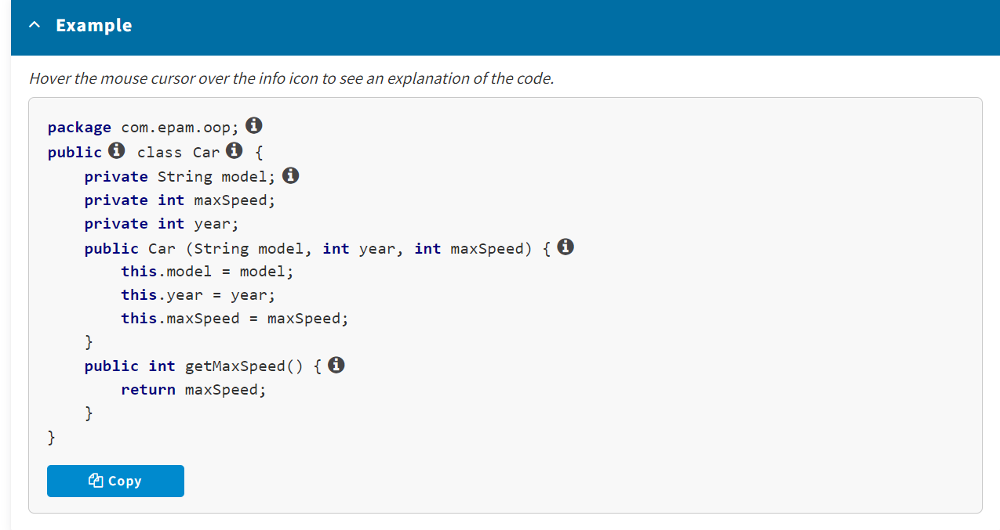 Example
Hover the mouse cursor over the info icon to see an explanation of the code.
package com.epam.oop;
public class Car {
    private String model;
    private int maxSpeed;
    private int year;
    public Car (String model, int year, int maxSpeed) {
        this.model = model;
        this.year = year;
        this.maxSpeed = maxSpeed;
    }
    public int getMaxSpeed() {
        return maxSpeed;
    }
}
Copy